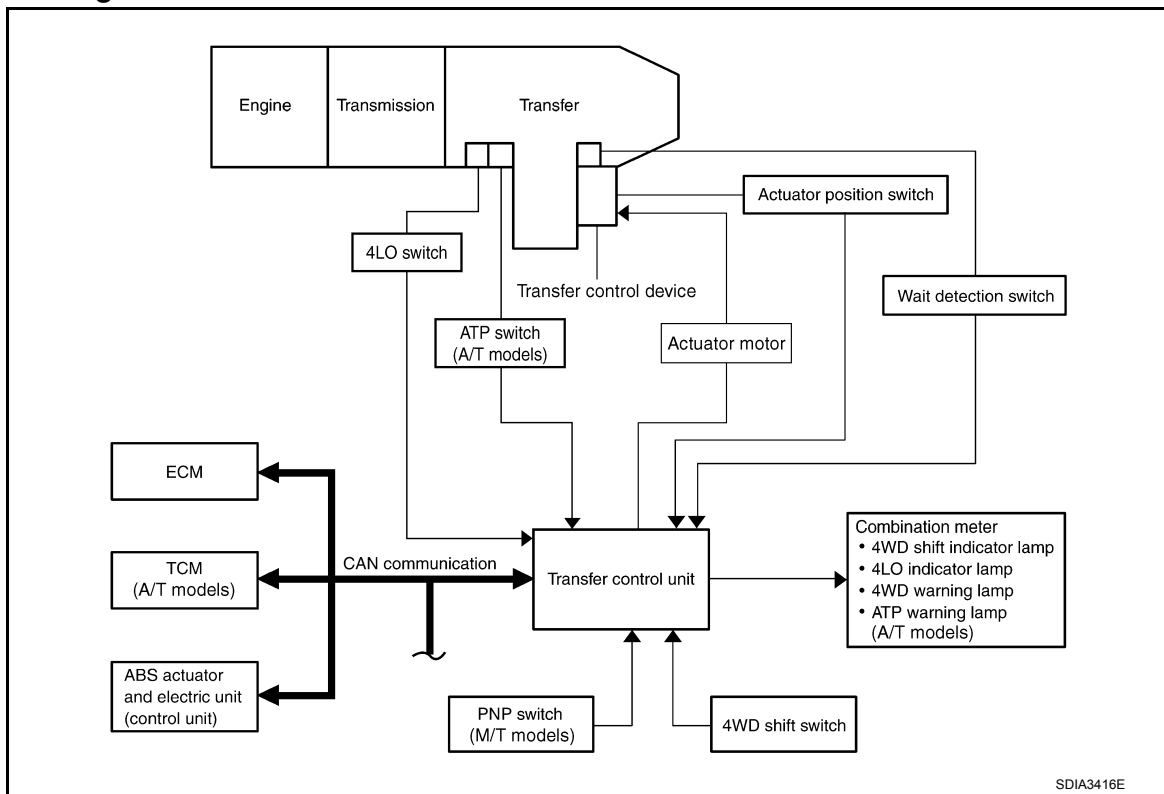 Engine
Transmission
Transfer
Actuator position switch
4LO switch
Wait detection switch
Transfer control device
ATP switch
(A/T models)
Actuator motor
ECM
CAN communication
TCM
(A/T models)
Transfer control unit
Combination meter
• 4WD shift indicator lamp
• 4LO indicator lamp
• 4WD warning lamp
• ATP warning lamp
(A/T models)
ABS actuator
and electric unit
(control unit)
PNP switch
(M/T models)
4WD shift switch
SDIA3416E